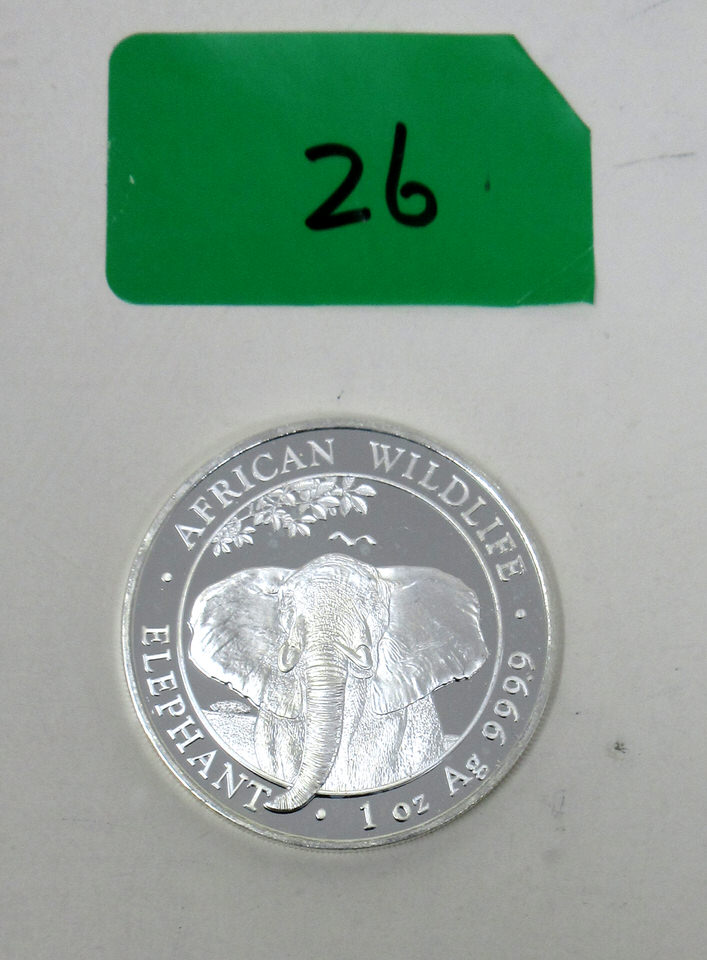 26
AFRICAN WILDLIFE
ELEPHANT
1 oz Ag 999.9